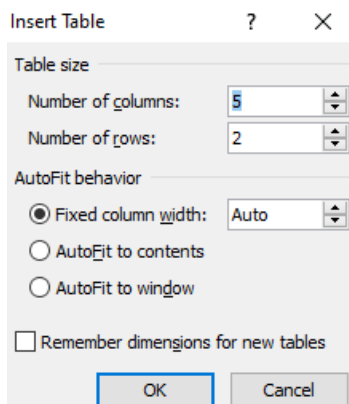 Insert Table ? ×
Table size
Number of columns: 5
Number of rows: 2
AutoFit behavior
Fixed column width: Auto
AutoFit to contents
AutoFit to window
Remember dimensions for new tables
OK Cancel